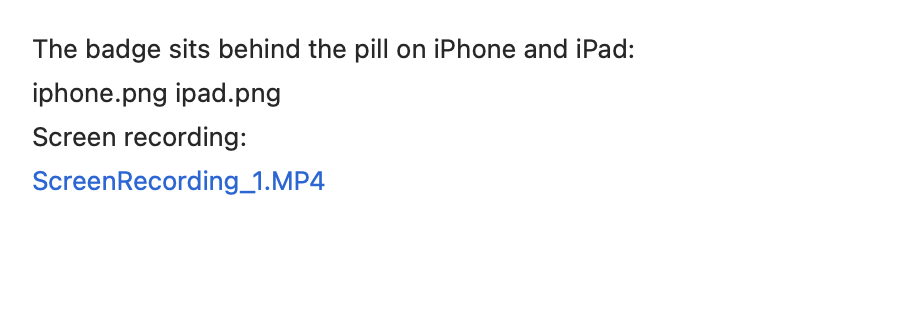 The badge sits behind the pill on iPhone and iPad:
iphone.png ipad.png
Screen recording:
ScreenRecording_1.MP4